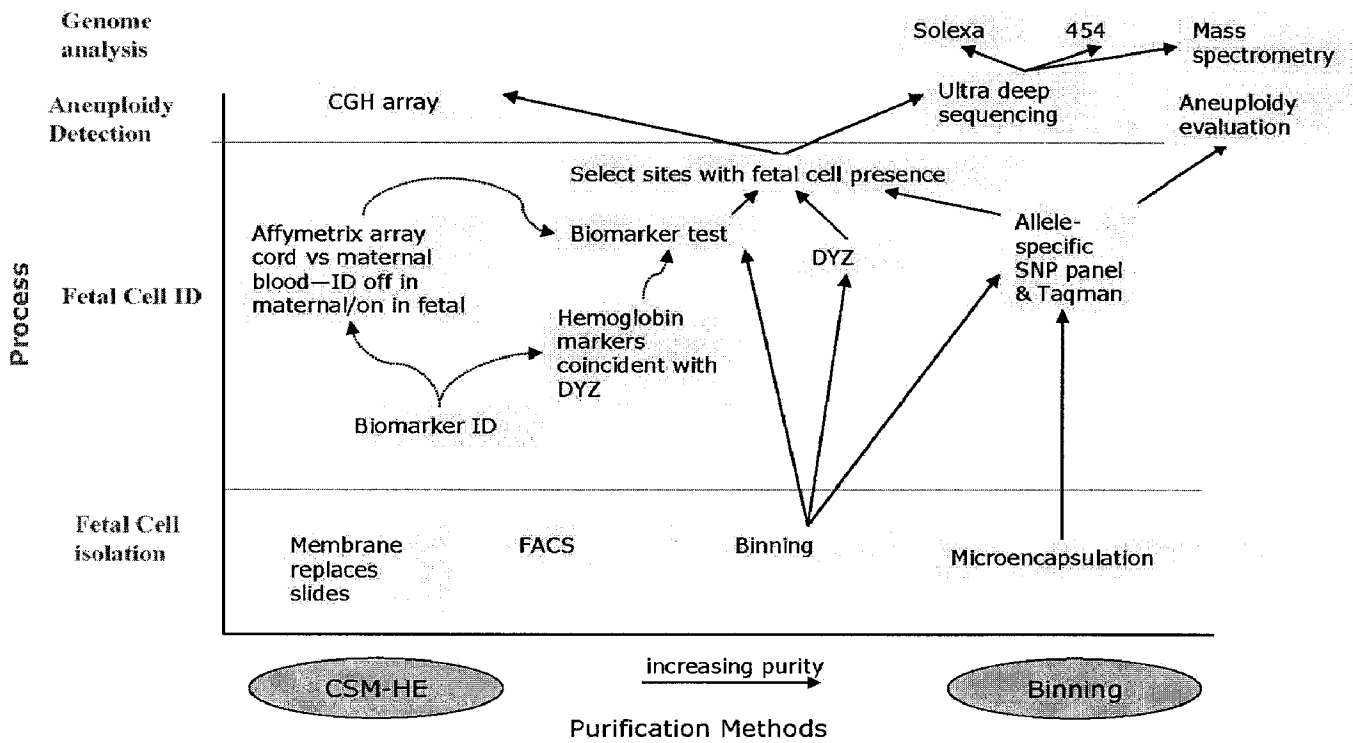 Genome
analysis
Solexa
454
Mass
spectrometry
Aneuploidy
Detection
CGH array
Ultra deep
sequencing
Aneuploidy
evaluation
Select sites with fetal cell presence
Affymetrix array
cord vs maternal
blood—ID off in
maternal/on in fetal
Biomarker test
DYZ
Allele-
specific
SNP panel
& Taqman
Process
Fetal Cell ID
Hemoglobin
markers
coincident with
DYZ
Biomarker ID
Fetal Cell
isolation
Membrane
replaces
slides
FACS
Binning
Microencapsulation
CSM-HE
increasing purity
Binning
Purification Methods